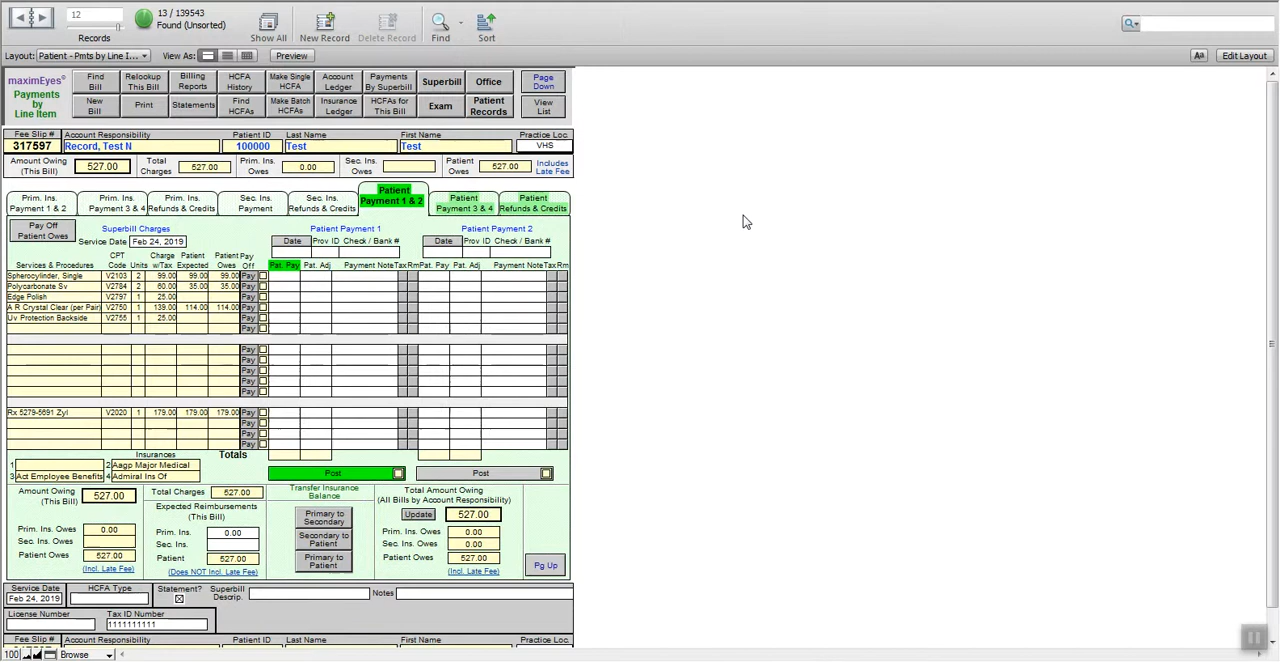 12
Records
13 / 139543
Found (Unsorted)
Show All
New Record
Delete Record
Find
Sort
Layout: Patient - Pmts by Line I...
View As:
Preview
Aa
Edit Layout
maximEyes®
Payments
by
Line Item
Find
Bill
Relookup
This Bill
Billing
Reports
HCFA
History
Make Single
HCFA
Account
Ledger
Payments
By Superbill
Superbill
Office
Page
Down
New
Bill
Print
Statements
Find
HCFAs
Make Batch
HCFAs
Insurance
Ledger
HCFAs for
This Bill
Exam
Patient
Records
View
List
Fee Slip # Account Responsibility Patient ID Last Name First Name Practice Loc.
317597 Record, Test N 100000 Test Test VHS
Amount Owing
(This Bill)
527.00
Total
Charges
527.00
Prim. Ins.
Owes
0.00
Sec. Ins.
Owes
Patient
Owes
527.00
Includes
Late Fee
Prim. Ins.
Payment 1 & 2
Prim. Ins.
Payment 3 & 4
Prim. Ins.
Refunds & Credits
Sec. Ins.
Payment
Sec. Ins.
Refunds & Credits
Patient
Payment 1 & 2
Patient
Payment 3 & 4
Patient
Refunds & Credits
Pay Off
Patient Owes
Superbill Charges
Service Date Feb 24, 2019
Patient Payment 1
Date Prov ID Check / Bank #
Patient Payment 2
Date Prov ID Check / Bank #
Services & Procedures
CPT
Code
Units
Charge
w/Tax
Patient
Expected
Patient
Owes
Pay
Off
Pat. Pay Pat. Adj Payment Note Tax Rm Pat. Pay Pat. Adj Payment Note Tax Rm
Spherocylinder, Single V2103 2 99.00 99.00 99.00 Pay
Polycarbonate Sv V2784 2 60.00 35.00 35.00 Pay
Edge Polish V2797 1 25.00 Pay
A R Crystal Clear (per Pair) V2750 1 139.00 114.00 114.00 Pay
Uv Protection Backside V2755 1 25.00 Pay
Pay
Pay
Pay
Pay
Pay
Pay
Rx 5279-5691 Zyl V2020 1 179.00 179.00 179.00 Pay
Pay
Pay
Pay
Insurances
Totals
1 2 Aagp Major Medical
3 Act Employee Benefits 4 Admiral Ins Of
Post
Post
Amount Owing
(This Bill)
527.00
Prim. Ins. Owes 0.00
Sec. Ins. Owes
Patient Owes 527.00
(Incl. Late Fee)
Total Charges 527.00
Expected Reimbursements
(This Bill)
Prim. Ins. 0.00
Sec. Ins.
Patient 527.00
(Does NOT Incl. Late Fee)
Transfer Insurance
Balance
Primary to
Secondary
Secondary to
Patient
Primary to
Patient
Total Amount Owing
(All Bills by Account Responsibility)
Update 527.00
Prim. Ins. Owes 0.00
Sec. Ins. Owes 0.00
Patient Owes 527.00
(Incl. Late Fee)
Pg Up
Service Date
Feb 24, 2019
HCFA Type
Statement?
Superbill
Descrip.
Notes
License Number
Tax ID Number
1111111111
Fee Slip # Account Responsibility Patient ID Last Name First Name Practice Loc.
100
Browse